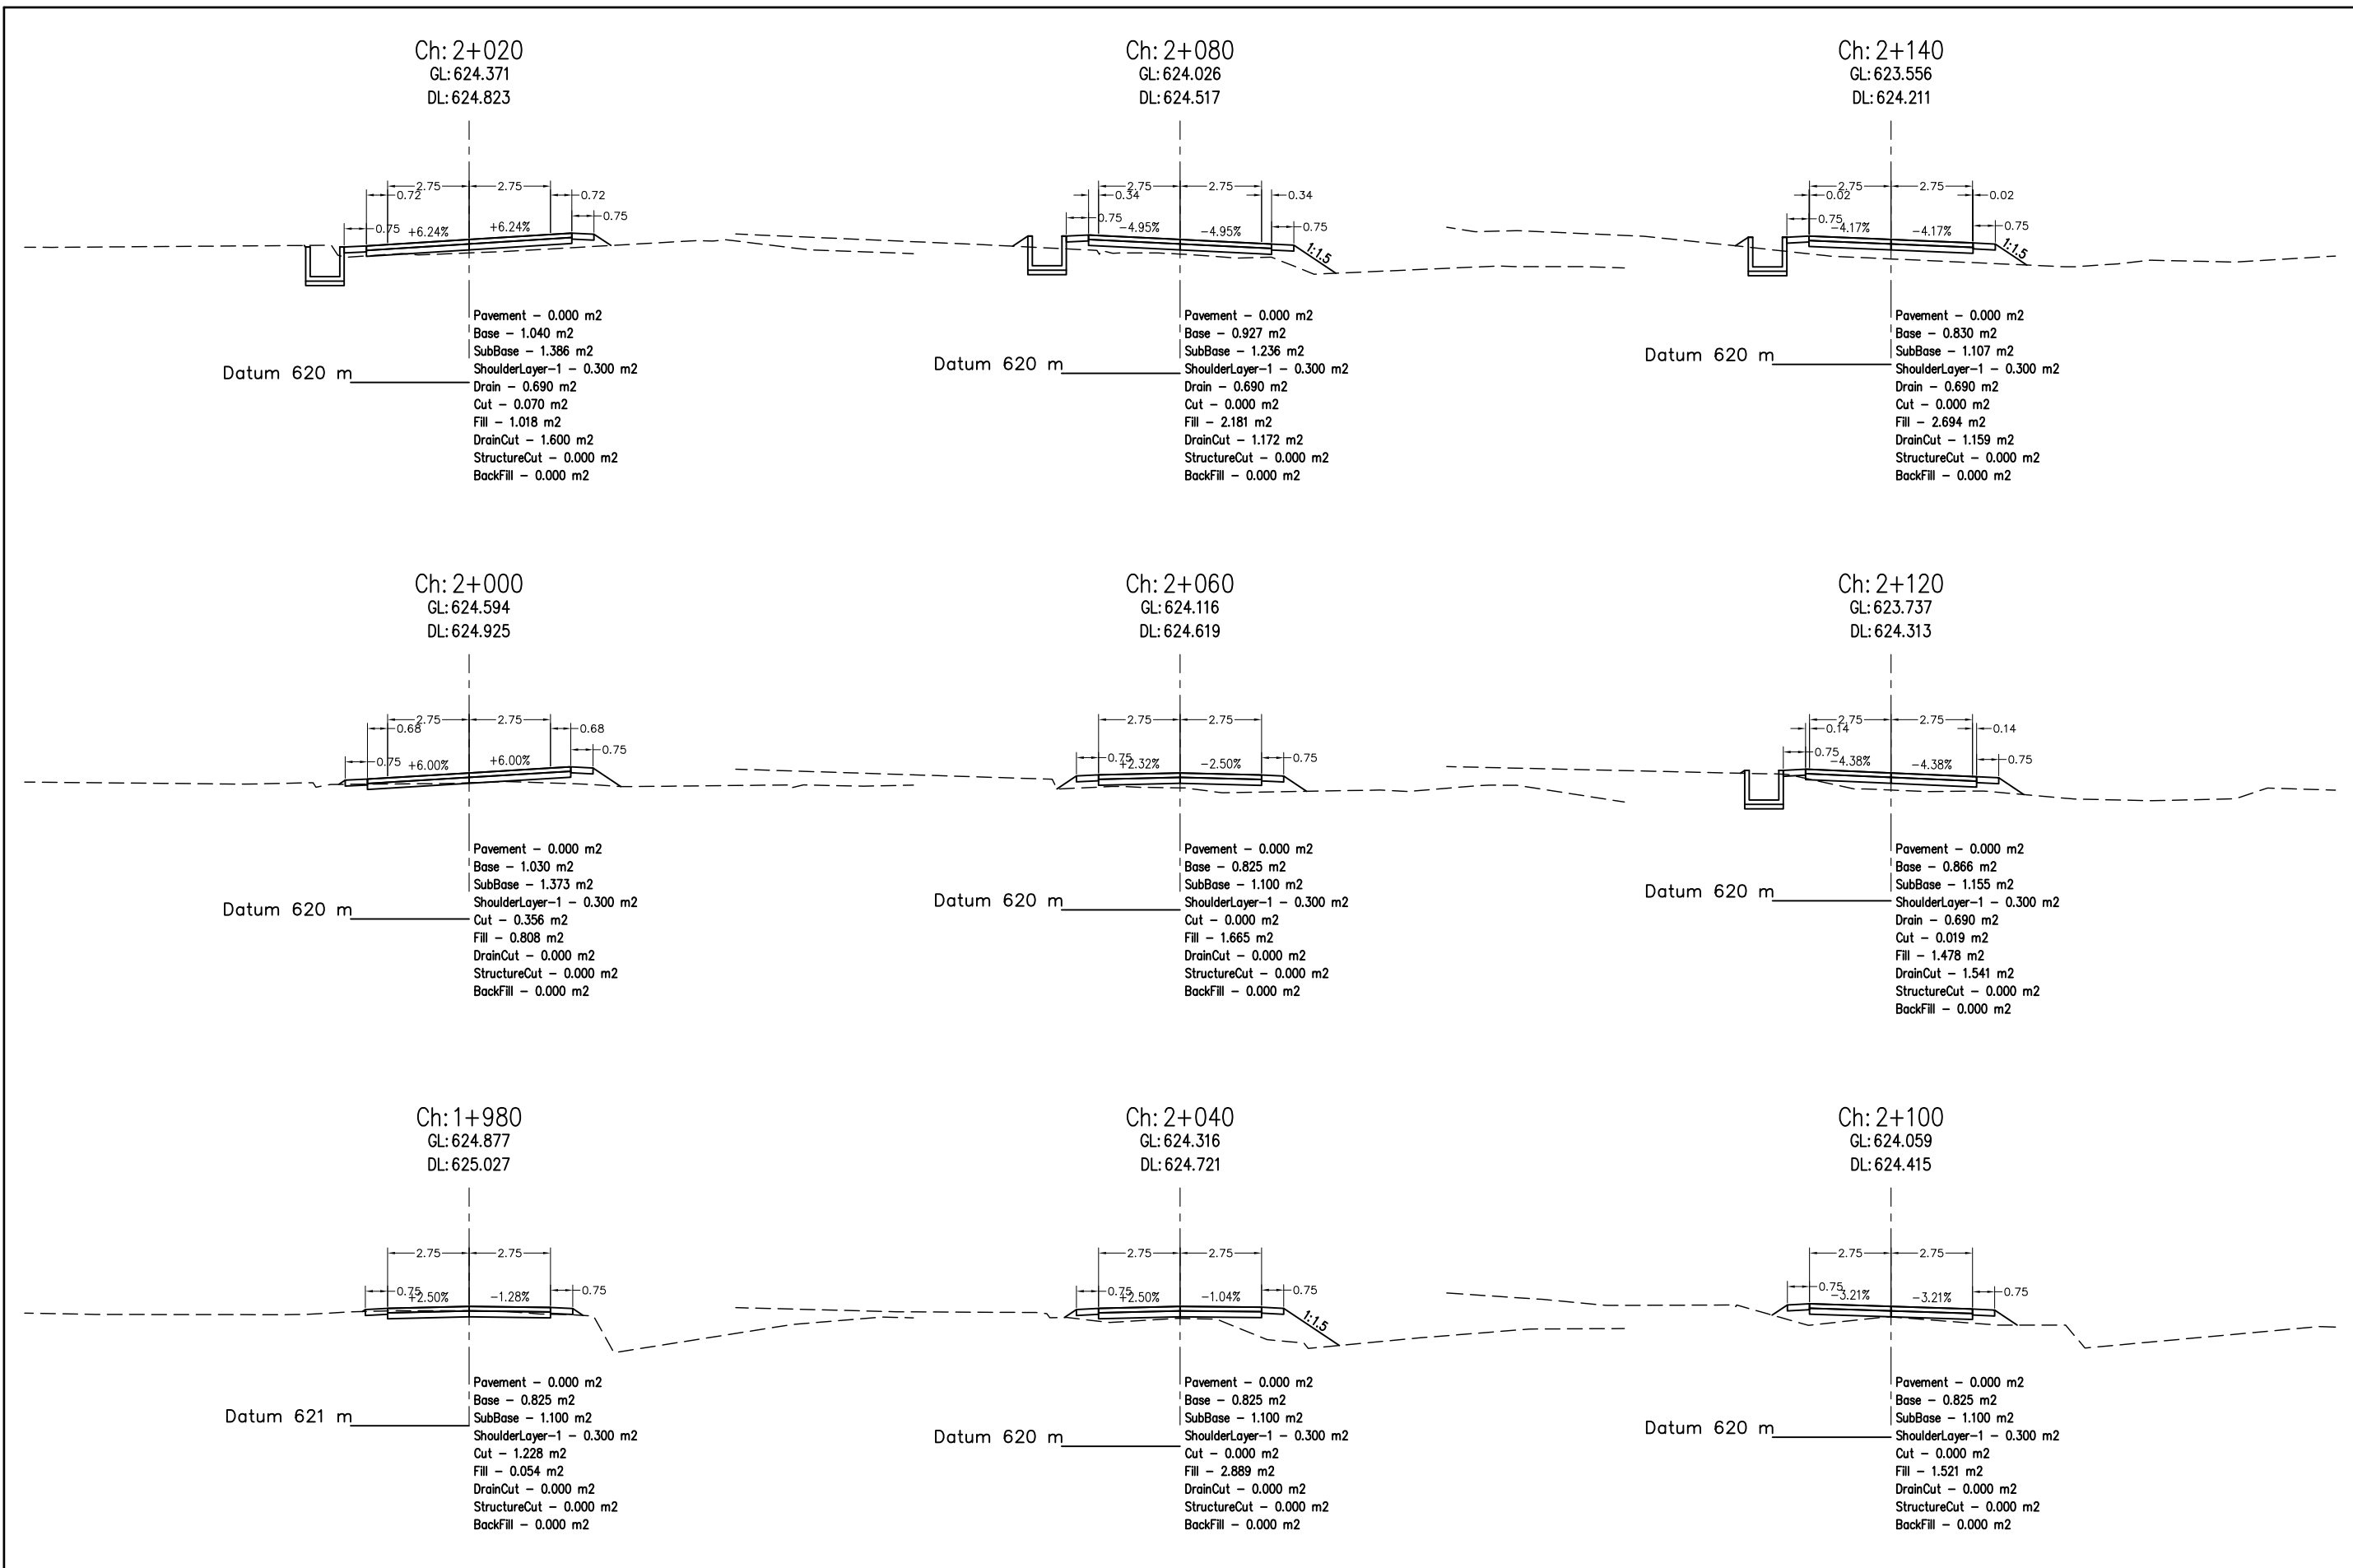 Ch: 2+020
GL: 624.371
DL: 624.823
2.75
2.75
0.72
0.72
0.75
0.75
+6.24%
+6.24%
Pavement - 0.000 m2
Base - 1.040 m2
SubBase - 1.386 m2
ShoulderLayer-1 - 0.300 m2
Drain - 0.690 m2
Cut - 0.070 m2
Fill - 1.018 m2
DrainCut - 1.600 m2
StructureCut - 0.000 m2
BackFill - 0.000 m2
Datum 620 m
Ch: 2+080
GL: 624.026
DL: 624.517
2.75
2.75
0.34
0.34
0.75
0.75
-4.95%
-4.95%
1:1.5
Pavement - 0.000 m2
Base - 0.927 m2
SubBase - 1.236 m2
ShoulderLayer-1 - 0.300 m2
Drain - 0.690 m2
Cut - 0.000 m2
Fill - 2.181 m2
DrainCut - 1.172 m2
StructureCut - 0.000 m2
BackFill - 0.000 m2
Datum 620 m
Ch: 2+140
GL: 623.556
DL: 624.211
2.75
2.75
0.02
0.02
0.75
0.75
-4.17%
-4.17%
1:1.5
Pavement - 0.000 m2
Base - 0.830 m2
SubBase - 1.107 m2
ShoulderLayer-1 - 0.300 m2
Drain - 0.690 m2
Cut - 0.000 m2
Fill - 2.694 m2
DrainCut - 1.159 m2
StructureCut - 0.000 m2
BackFill - 0.000 m2
Datum 620 m
Ch: 2+000
GL: 624.594
DL: 624.925
2.75
2.75
0.68
0.68
0.75
0.75
+6.00%
+6.00%
Pavement - 0.000 m2
Base - 1.030 m2
SubBase - 1.373 m2
ShoulderLayer-1 - 0.300 m2
Cut - 0.356 m2
Fill - 0.808 m2
DrainCut - 0.000 m2
StructureCut - 0.000 m2
BackFill - 0.000 m2
Datum 620 m
Ch: 2+060
GL: 624.116
DL: 624.619
2.75
2.75
0.75
0.75
+2.32%
-2.50%
Pavement - 0.000 m2
Base - 0.825 m2
SubBase - 1.100 m2
ShoulderLayer-1 - 0.300 m2
Cut - 0.000 m2
Fill - 1.665 m2
DrainCut - 0.000 m2
StructureCut - 0.000 m2
BackFill - 0.000 m2
Datum 620 m
Ch: 2+120
GL: 623.737
DL: 624.313
2.75
2.75
0.14
0.14
0.75
0.75
-4.38%
-4.38%
Pavement - 0.000 m2
Base - 0.866 m2
SubBase - 1.155 m2
ShoulderLayer-1 - 0.300 m2
Drain - 0.690 m2
Cut - 0.019 m2
Fill - 1.478 m2
DrainCut - 1.541 m2
StructureCut - 0.000 m2
BackFill - 0.000 m2
Datum 620 m
Ch: 1+980
GL: 624.877
DL: 625.027
2.75
2.75
0.75
0.75
+2.50%
-1.28%
Pavement - 0.000 m2
Base - 0.825 m2
SubBase - 1.100 m2
ShoulderLayer-1 - 0.300 m2
Cut - 1.228 m2
Fill - 0.054 m2
DrainCut - 0.000 m2
StructureCut - 0.000 m2
BackFill - 0.000 m2
Datum 621 m
Ch: 2+040
GL: 624.316
DL: 624.721
2.75
2.75
0.75
0.75
+2.50%
-1.04%
1:1.5
Pavement - 0.000 m2
Base - 0.825 m2
SubBase - 1.100 m2
ShoulderLayer-1 - 0.300 m2
Cut - 0.000 m2
Fill - 2.889 m2
DrainCut - 0.000 m2
StructureCut - 0.000 m2
BackFill - 0.000 m2
Datum 620 m
Ch: 2+100
GL: 624.059
DL: 624.415
2.75
2.75
0.75
0.75
-3.21%
-3.21%
Pavement - 0.000 m2
Base - 0.825 m2
SubBase - 1.100 m2
ShoulderLayer-1 - 0.300 m2
Cut - 0.000 m2
Fill - 1.521 m2
DrainCut - 0.000 m2
StructureCut - 0.000 m2
BackFill - 0.000 m2
Datum 620 m